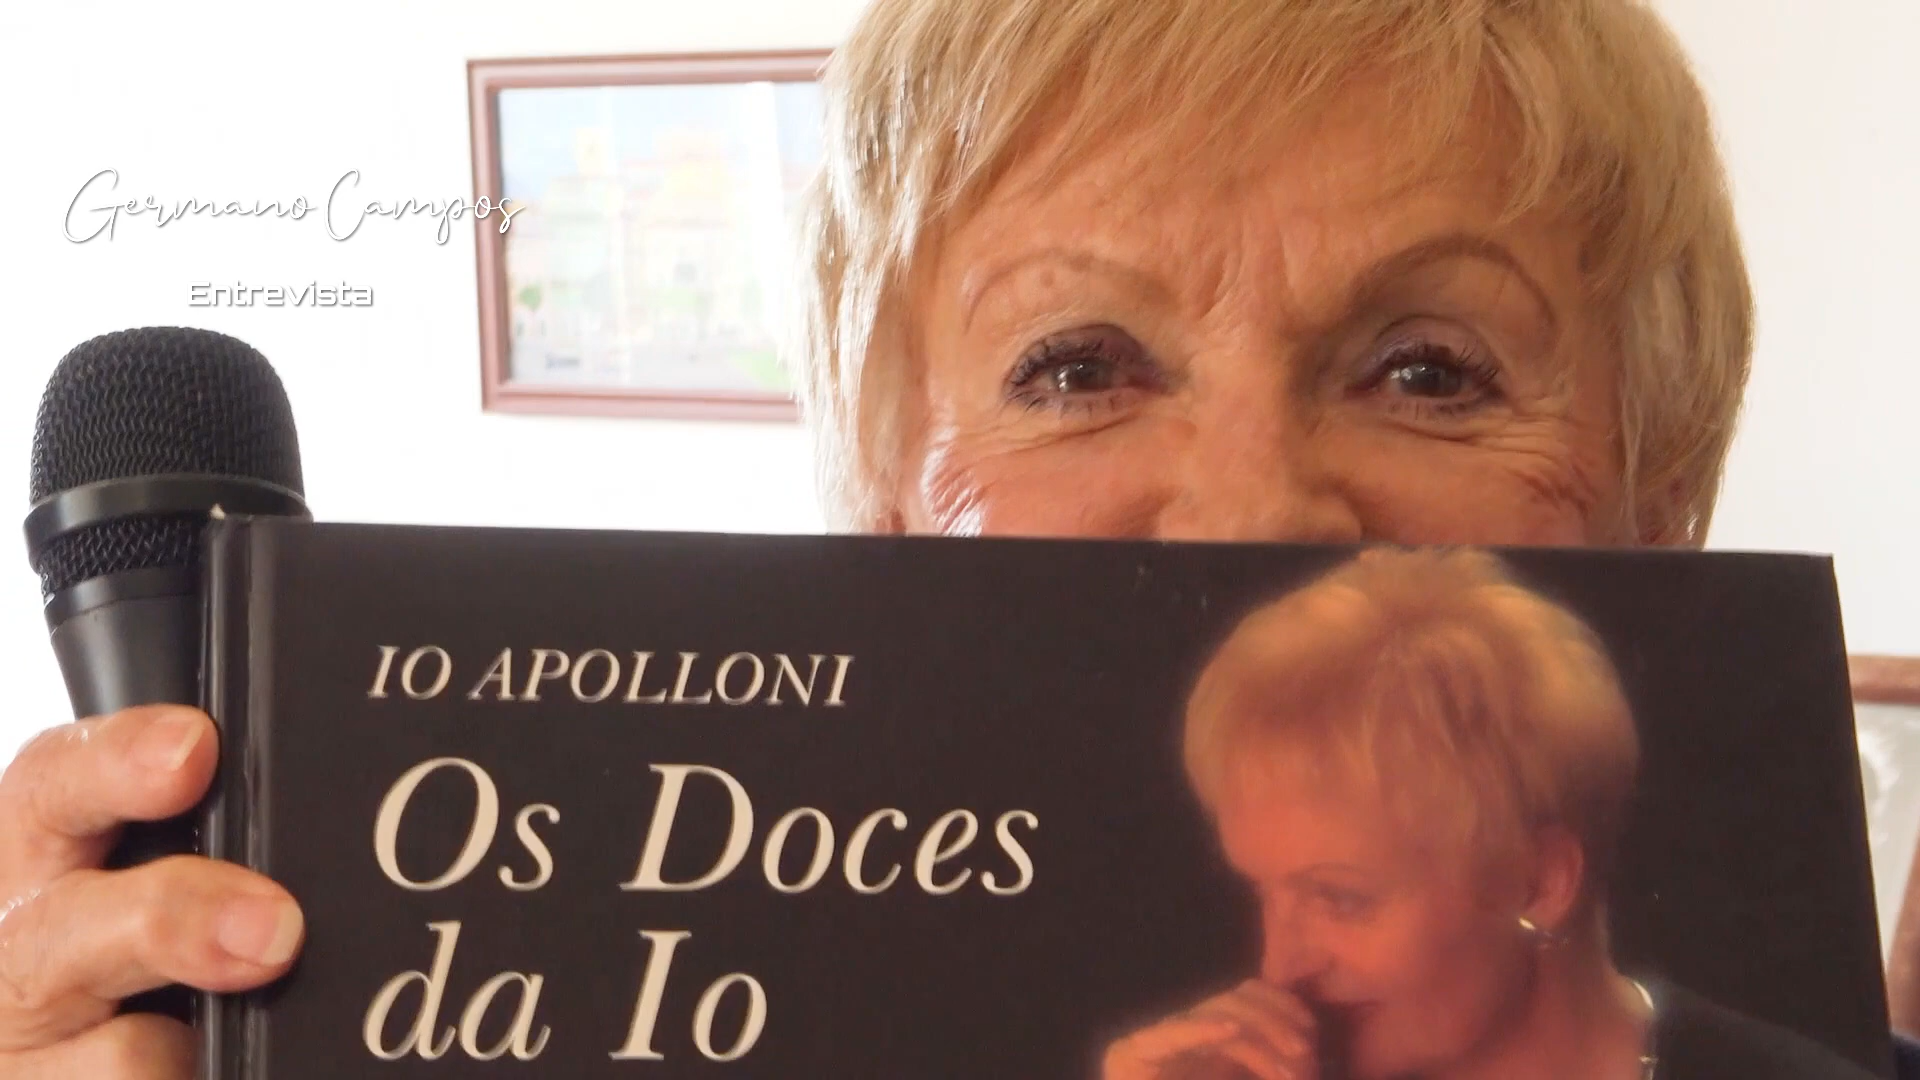 Germano Campos
Entrevista
IO APOLLONI
Os Doces
da Io